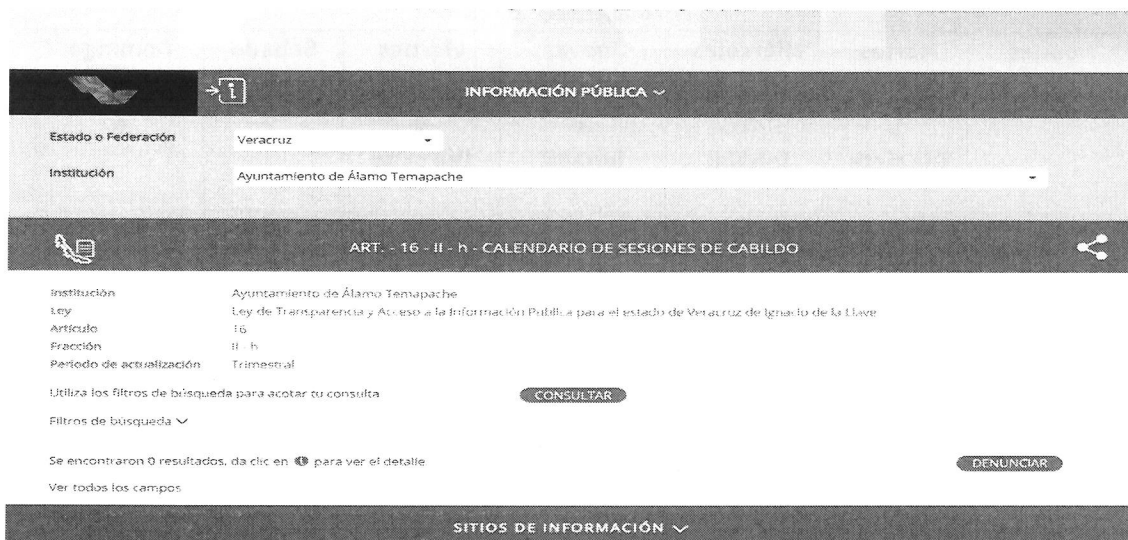 INFORMACIÓN PÚBLICA
Estado o Federación Veracruz
Institución Ayuntamiento de Álamo Temapache
ART. - 16 - II - h - CALENDARIO DE SESIONES DE CABILDO
Institución Ayuntamiento de Álamo Temapache
Ley Ley de Transparencia y Acceso a la Información Pública para el estado de Veracruz de Ignacio de la Llave
Artículo 16
Fracción II - h
Periodo de actualización Trimestral
Utiliza los filtros de búsqueda para acotar tu consulta CONSULTAR
Filtros de búsqueda
Se encontraron 0 resultados, da clic en i para ver el detalle DENUNCIAR
Ver todos los campos
SITIOS DE INFORMACIÓN